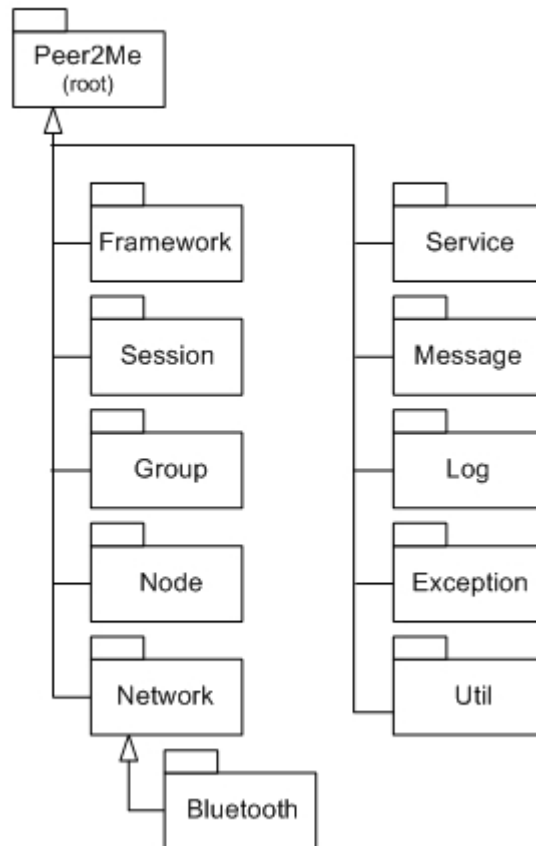 Peer2Me
(root)
Framework
Session
Group
Node
Network
Bluetooth
Service
Message
Log
Exception
Util